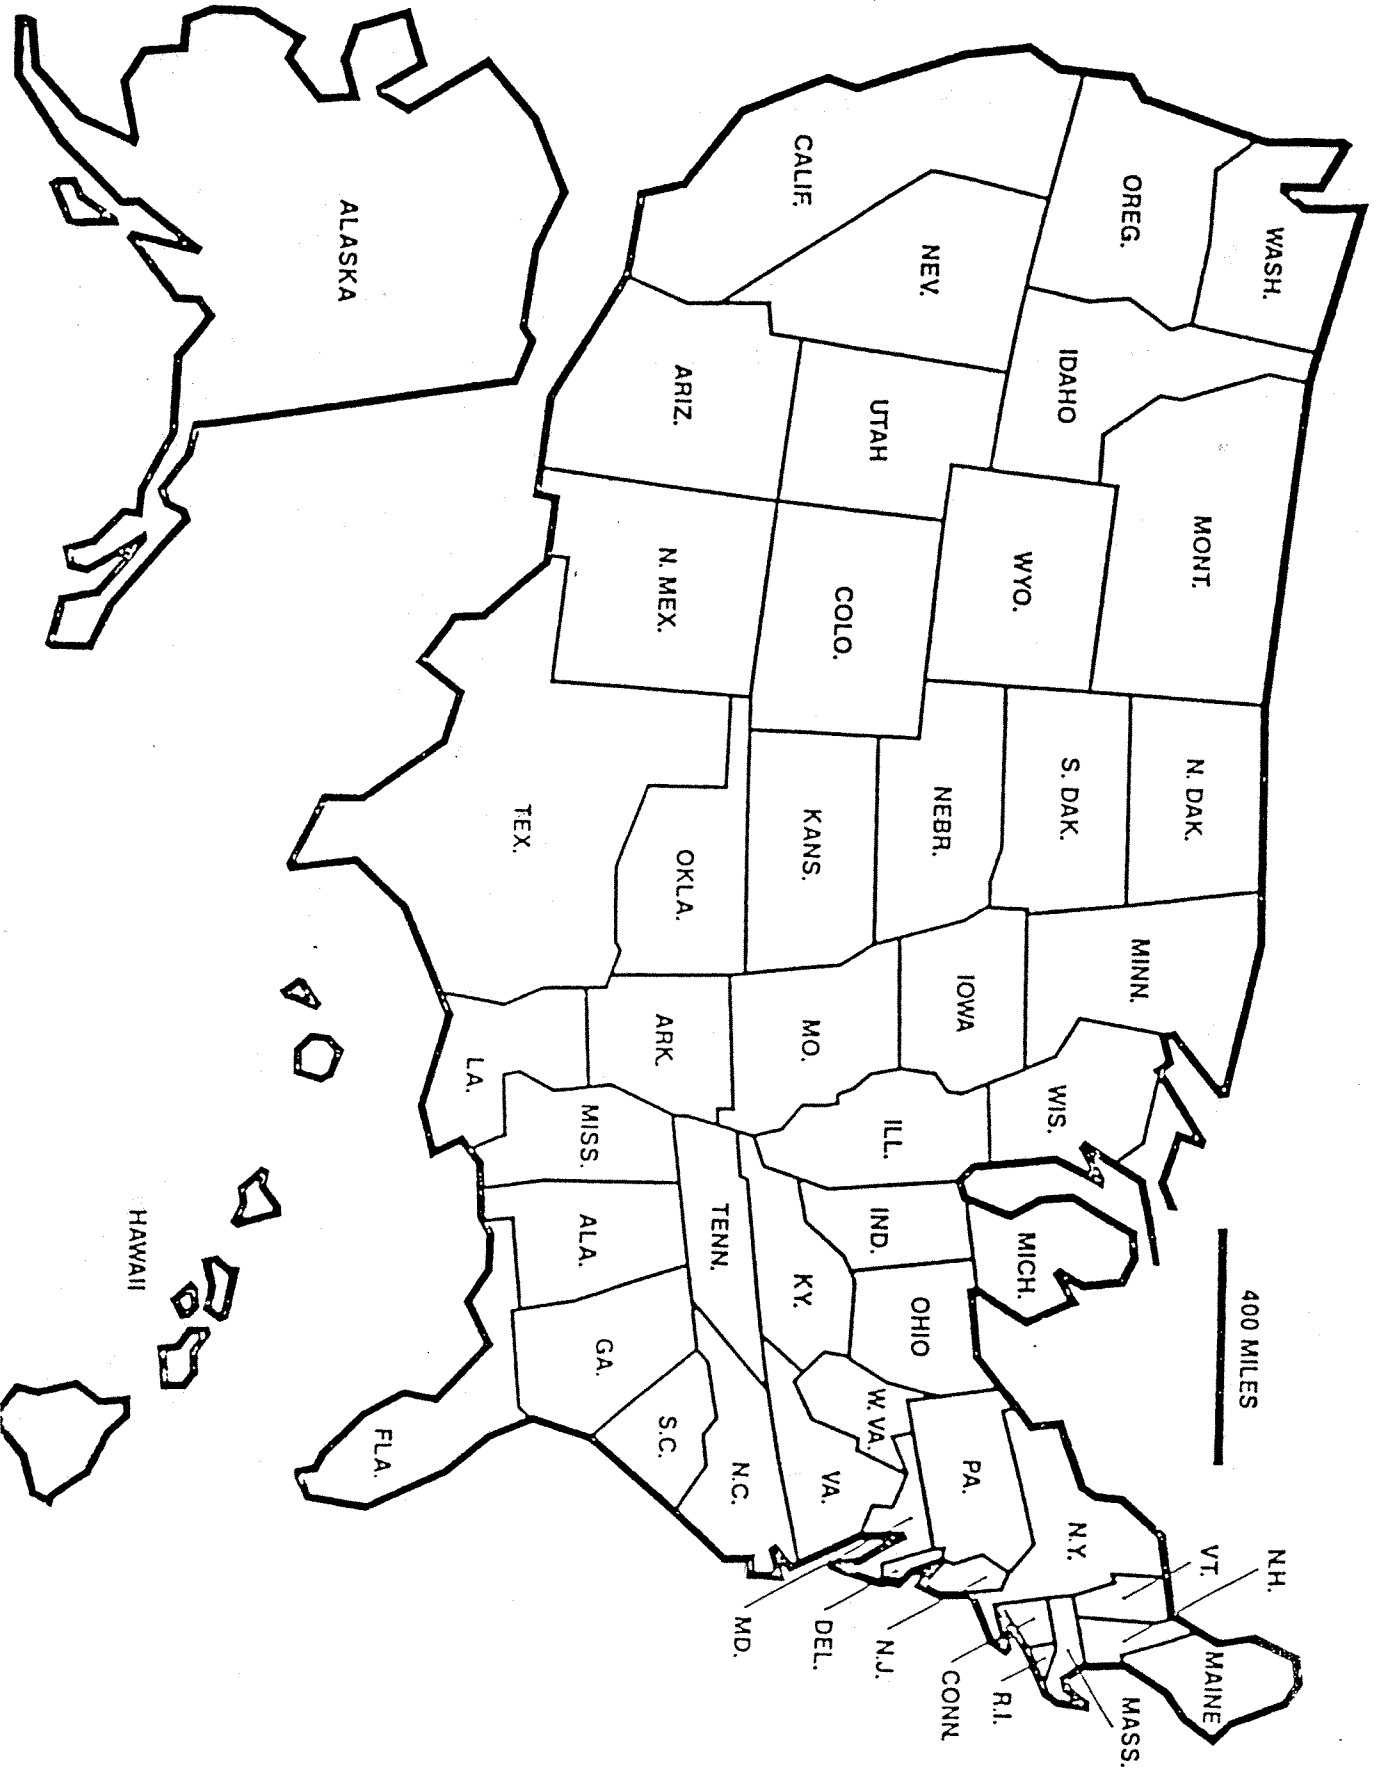 WASH.
OREG.
CALIF.
NEV.
IDAHO
MONT.
WYO.
UTAH
ARIZ.
COLO.
N. MEX.
N. DAK.
S. DAK.
NEBR.
KANS.
OKLA.
TEX.
MINN.
IOWA
MO.
ARK.
LA.
WIS.
ILL.
MISS.
MICH.
IND.
KY.
TENN.
ALA.
OHIO
GA.
FLA.
W. VA.
VA.
N.C.
S.C.
PA.
N.Y.
VT.
N.H.
MAINE
MASS.
R.I.
CONN.
N.J.
DEL.
MD.
400 MILES
ALASKA
HAWAII